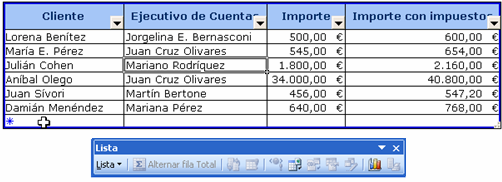 Cliente Ejecutivo de Cuentas Importe Importe con impuestos
Lorena Benítez Jorgelina E. Bernasconi 500,00 € 600,00 €
María E. Pérez Juan Cruz Olivares 545,00 € 654,00 €
Julián Cohen Mariano Rodríquez 1.800,00 € 2.160,00 €
Aníbal Olego Juan Cruz Olivares 34.000,00 € 40.800,00 €
Juan Sívori Martín Bertone 456,00 € 547,20 €
Damián Menéndez Mariana Pérez 640,00 € 768,00 €
*
Lista
Lista Σ Alternar fila Total